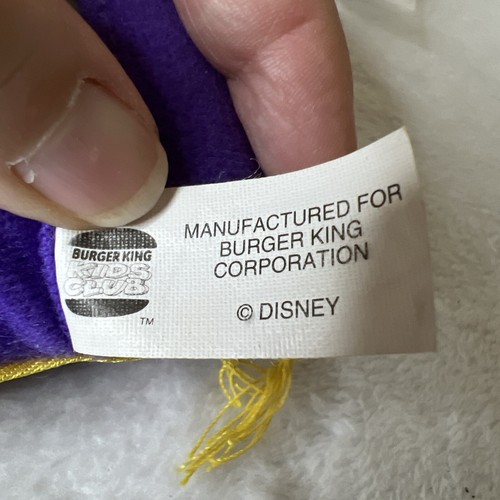 BURGER KING
KIDS
CLUB
TM
MANUFACTURED FOR
BURGER KING
CORPORATION
© DISNEY